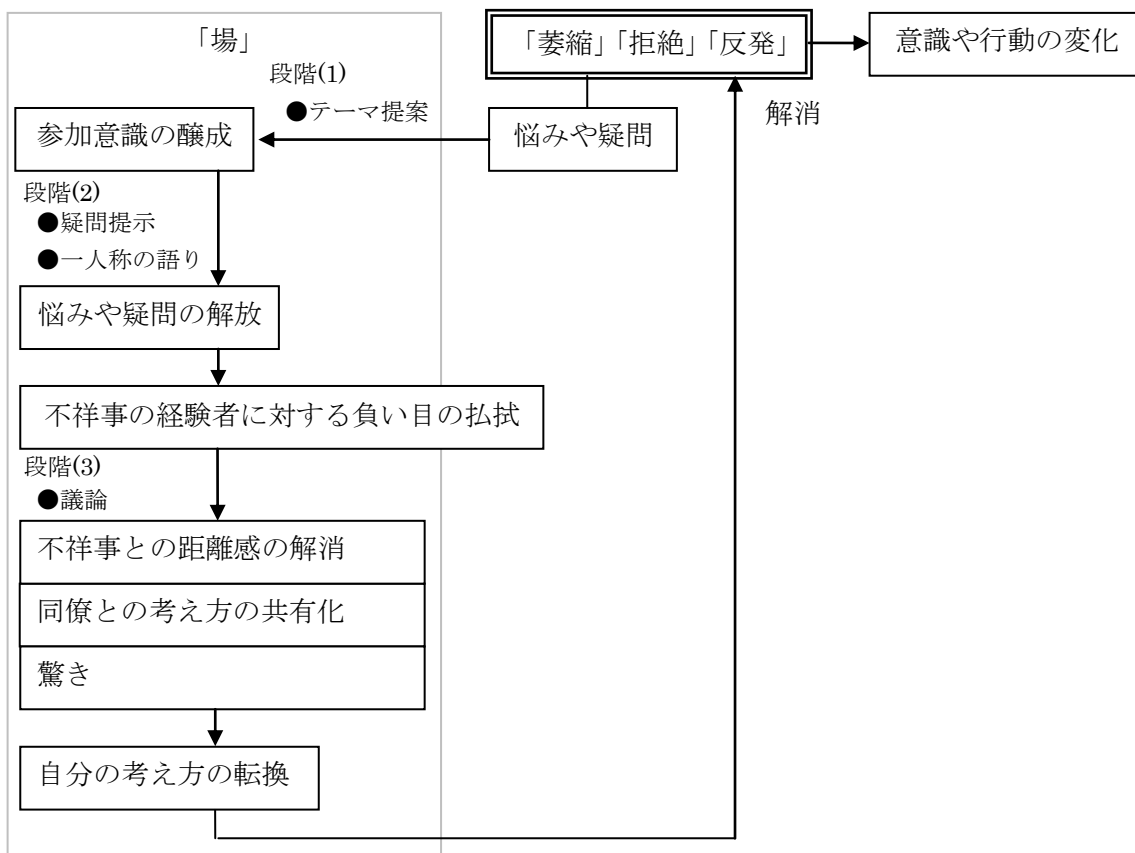 「場」
「萎縮」「拒絶」「反発」
意識や行動の変化
段階(1)
●テーマ提案
解消
参加意識の醸成
悩みや疑問
段階(2)
●疑問提示
●一人称の語り
悩みや疑問の解放
不祥事の経験者に対する負い目の払拭
段階(3)
●議論
不祥事との距離感の解消
同僚との考え方の共有化
驚き
自分の考え方の転換